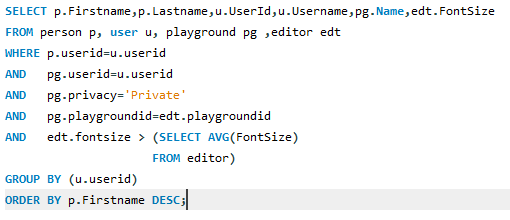 SELECT p.Firstname,p.Lastname,u.UserId,u.Username,pg.Name,edt.FontSize
FROM person p, user u, playground pg ,editor edt
WHERE p.userid=u.userid
AND pg.userid=u.userid
AND pg.privacy='Private'
AND pg.playgroundid=edt.playgroundid
AND edt.fontsize > (SELECT AVG(FontSize)
FROM editor)
GROUP BY (u.userid)
ORDER BY p.Firstname DESC;